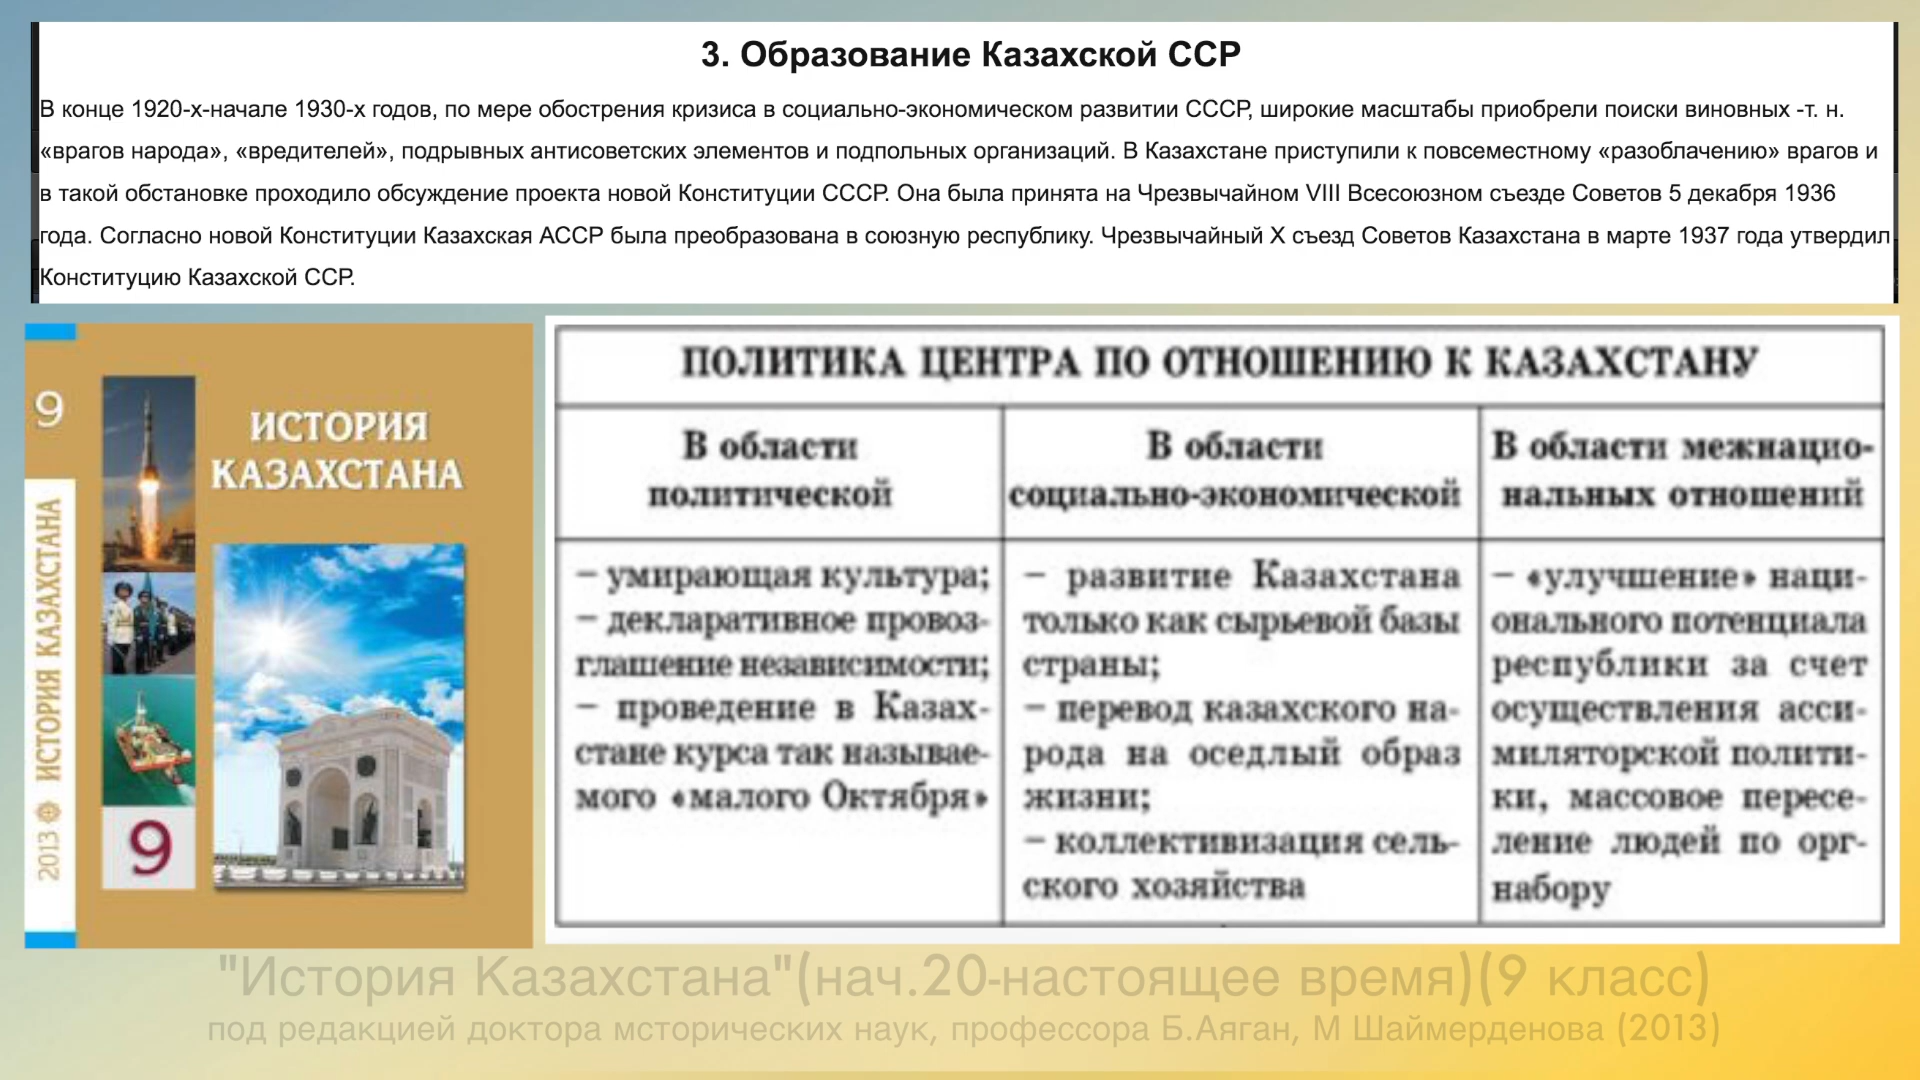 3. Образование Казахской ССР
В конце 1920-х-начале 1930-х годов, по мере обострения кризиса в социально-экономическом развитии СССР, широкие масштабы приобрели поиски виновных -т. н.
«врагов народа», «вредителей», подрывных антисоветских элементов и подпольных организаций. В Казахстане приступили к повсеместному «разоблачению» врагов и
в такой обстановке проходило обсуждение проекта новой Конституции СССР. Она была принята на Чрезвычайном VIII Всесоюзном съезде Советов 5 декабря 1936
года. Согласно новой Конституции Казахская АССР была преобразована в союзную республику. Чрезвычайный X съезд Советов Казахстана в марте 1937 года утвердил
Конституцию Казахской ССР.
9
2013 ИСТОРИЯ КАЗАХСТАНА
ИСТОРИЯ
КАЗАХСТАНА
9
ПОЛИТИКА ЦЕНТРА ПО ОТНОШЕНИЮ К КАЗАХСТАНУ
В области
политической
– умирающая культура;
– декларативное провоз-
глашение независимости;
– проведение в Казах-
стане курса так называе-
мого «малого Октября»
В области
социально-экономической
– развитие Казахстана
только как сырьевой базы
страны;
– перевод казахского на-
рода на оседлый образ
жизни;
– коллективизация сель-
ского хозяйства
В области межнацио-
нальных отношений
– «улучшение» наци-
онального потенциала
республики за счет
осуществления асси-
миляторской полити-
ки, массовое пересе-
ление людей по орг-
набору
"История Казахстана"(нач.20-настоящее время)(9 класс)
под редакцией доктора мсторических наук, профессора Б.Аяган, М Шаймерденова (2013)